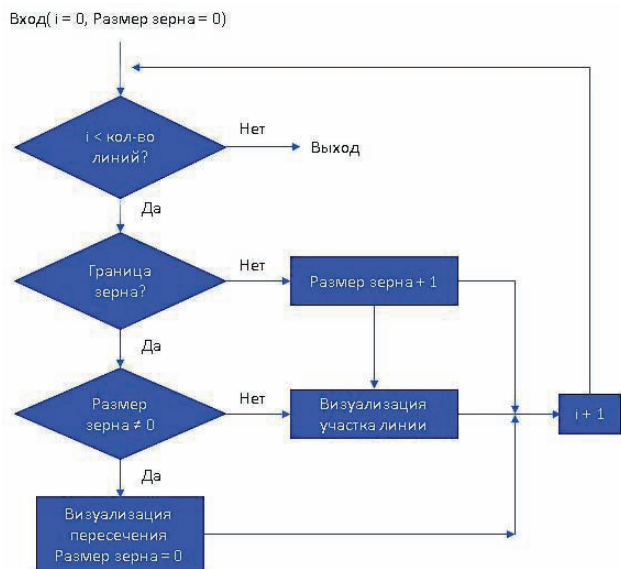 Вход( i = 0, Размер зерна = 0)
i < кол-во
линий?
Нет
Выход
Да
Граница
зерна?
Нет
Размер зерна + 1
Да
Размер
зерна ≠ 0
Нет
Визуализация
участка линии
i + 1
Да
Визуализация
пересечения
Размер зерна = 0